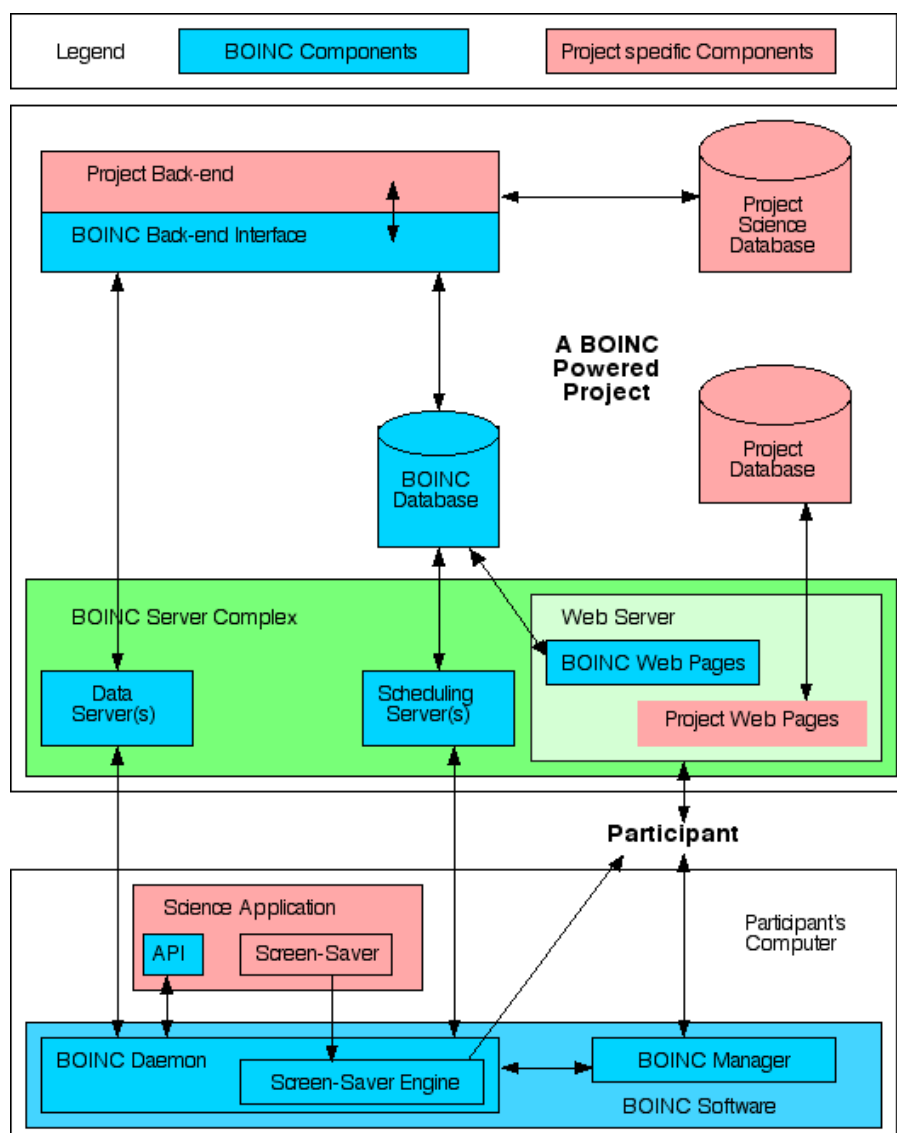 Legend
BOINC Components
Project specific Components
Project Back-end
BOINC Back-end Interface
Project
Science
Database
A BOINC
Powered
Project
BOINC
Database
Project
Database
BOINC Server Complex
Web Server
BOINC Web Pages
Data
Server(s)
Scheduling
Server(s)
Project Web Pages
Participant
Science Application
API
Screen-Saver
Participant's
Computer
BOINC Daemon
Screen-Saver Engine
BOINC Manager
BOINC Software